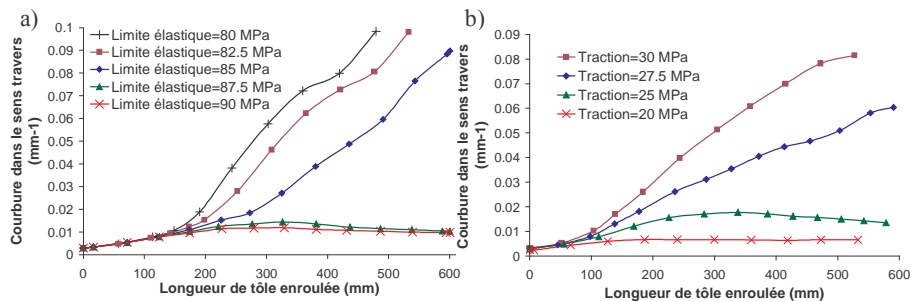 a)
Courbure dans le sens travers
(mm-1)
0.1
0.09
0.08
0.07
0.06
0.05
0.04
0.03
0.02
0.01
0
Limite élastique=80 MPa
Limite élastique=82.5 MPa
Limite élastique=85 MPa
Limite élastique=87.5 MPa
Limite élastique=90 MPa
0 100 200 300 400 500 600
Longueur de tôle enroulée (mm)
b)
Courbure dans le sens travers
(mm-1)
0.09
0.08
0.07
0.06
0.05
0.04
0.03
0.02
0.01
0
Traction=30 MPa
Traction=27.5 MPa
Traction=25 MPa
Traction=20 MPa
0 100 200 300 400 500 600
Longueur de tôle enroulée (mm)